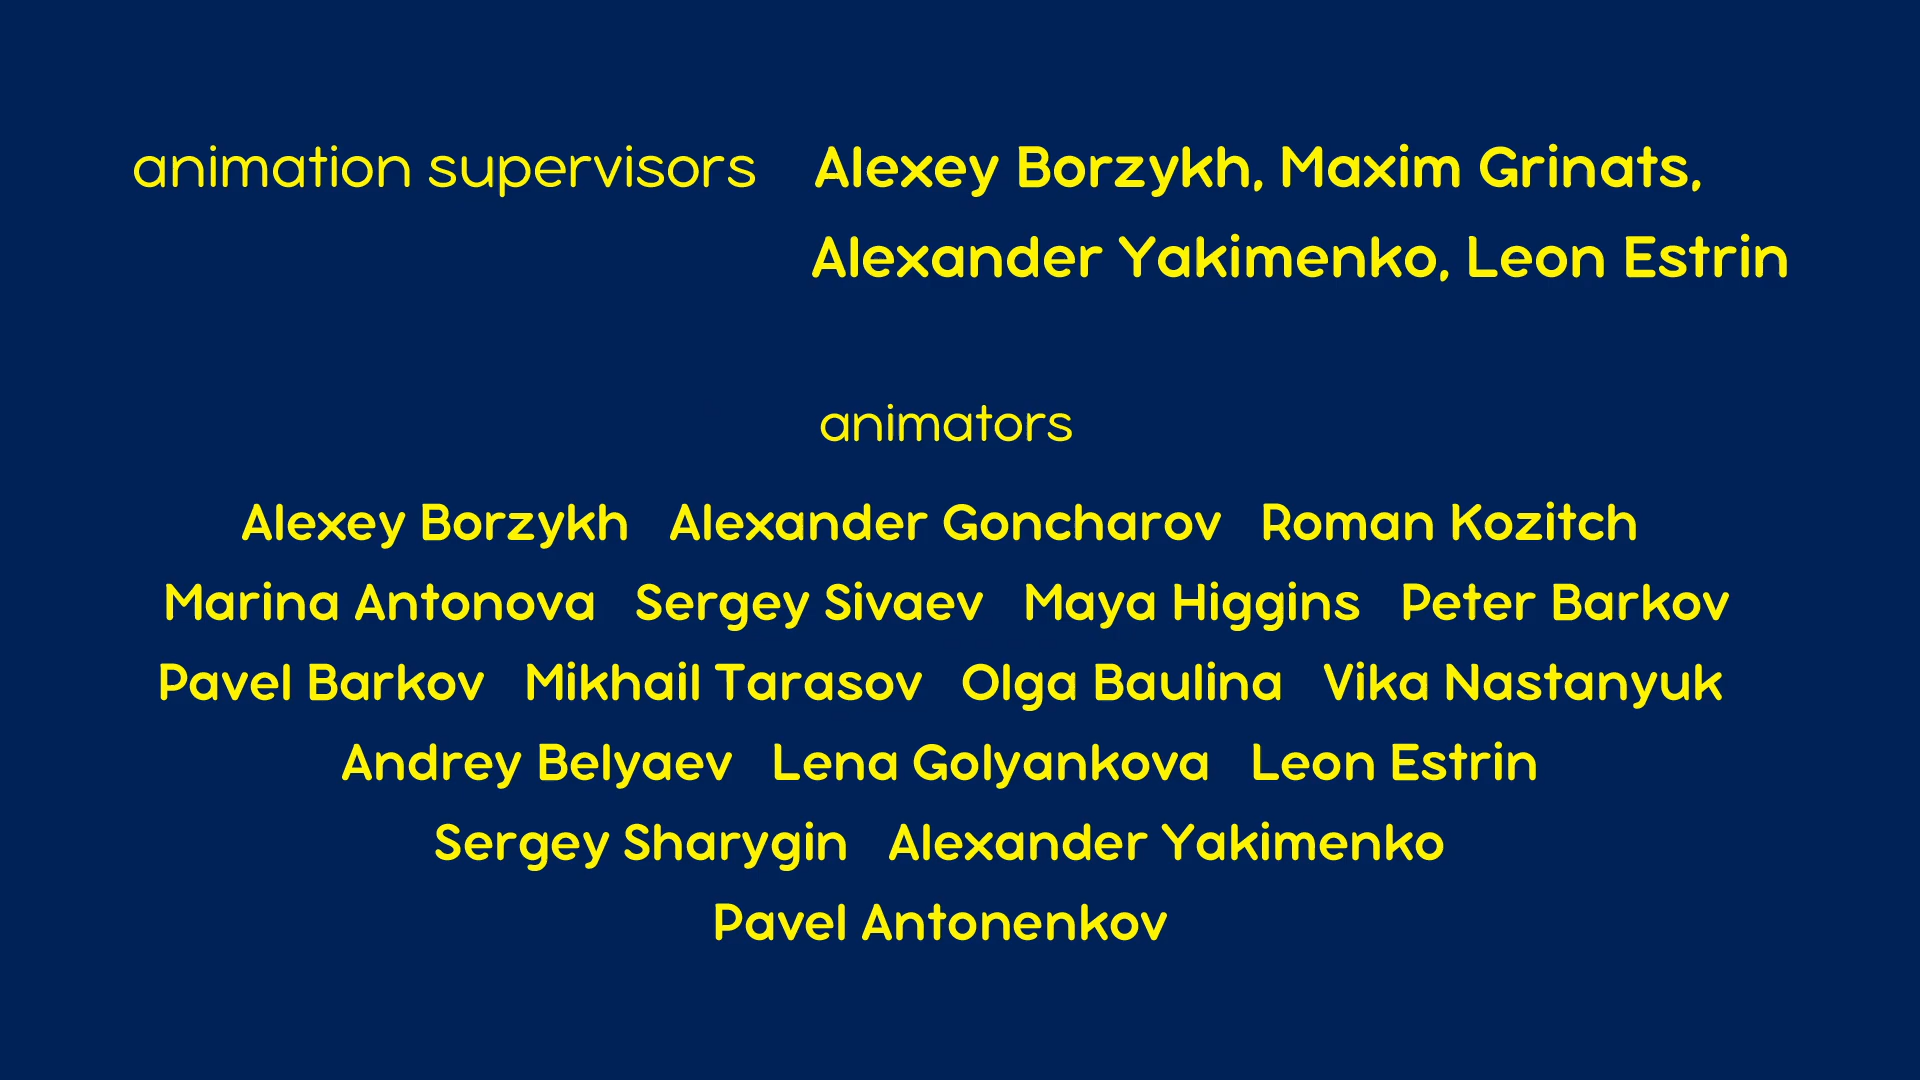 animation supervisors Alexey Borzykh, Maxim Grinats,
Alexander Yakimenko, Leon Estrin
animators
Alexey Borzykh Alexander Goncharov Roman Kozitch
Marina Antonova Sergey Sivaev Maya Higgins Peter Barkov
Pavel Barkov Mikhail Tarasov Olga Baulina Vika Nastanyuk
Andrey Belyaev Lena Golyankova Leon Estrin
Sergey Sharygin Alexander Yakimenko
Pavel Antonenkov